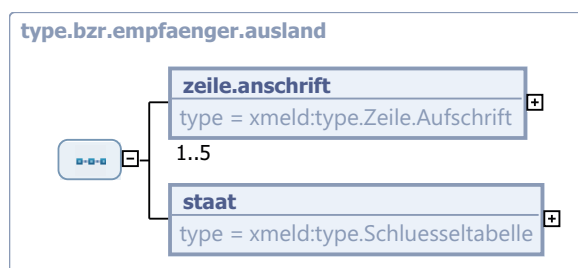 type.bzr.empfaenger.ausland
zeile.anschrift
type = xmeld:type.Zeile.Aufschrift
1..5
staat
type = xmeld:type.Schluesseltabelle